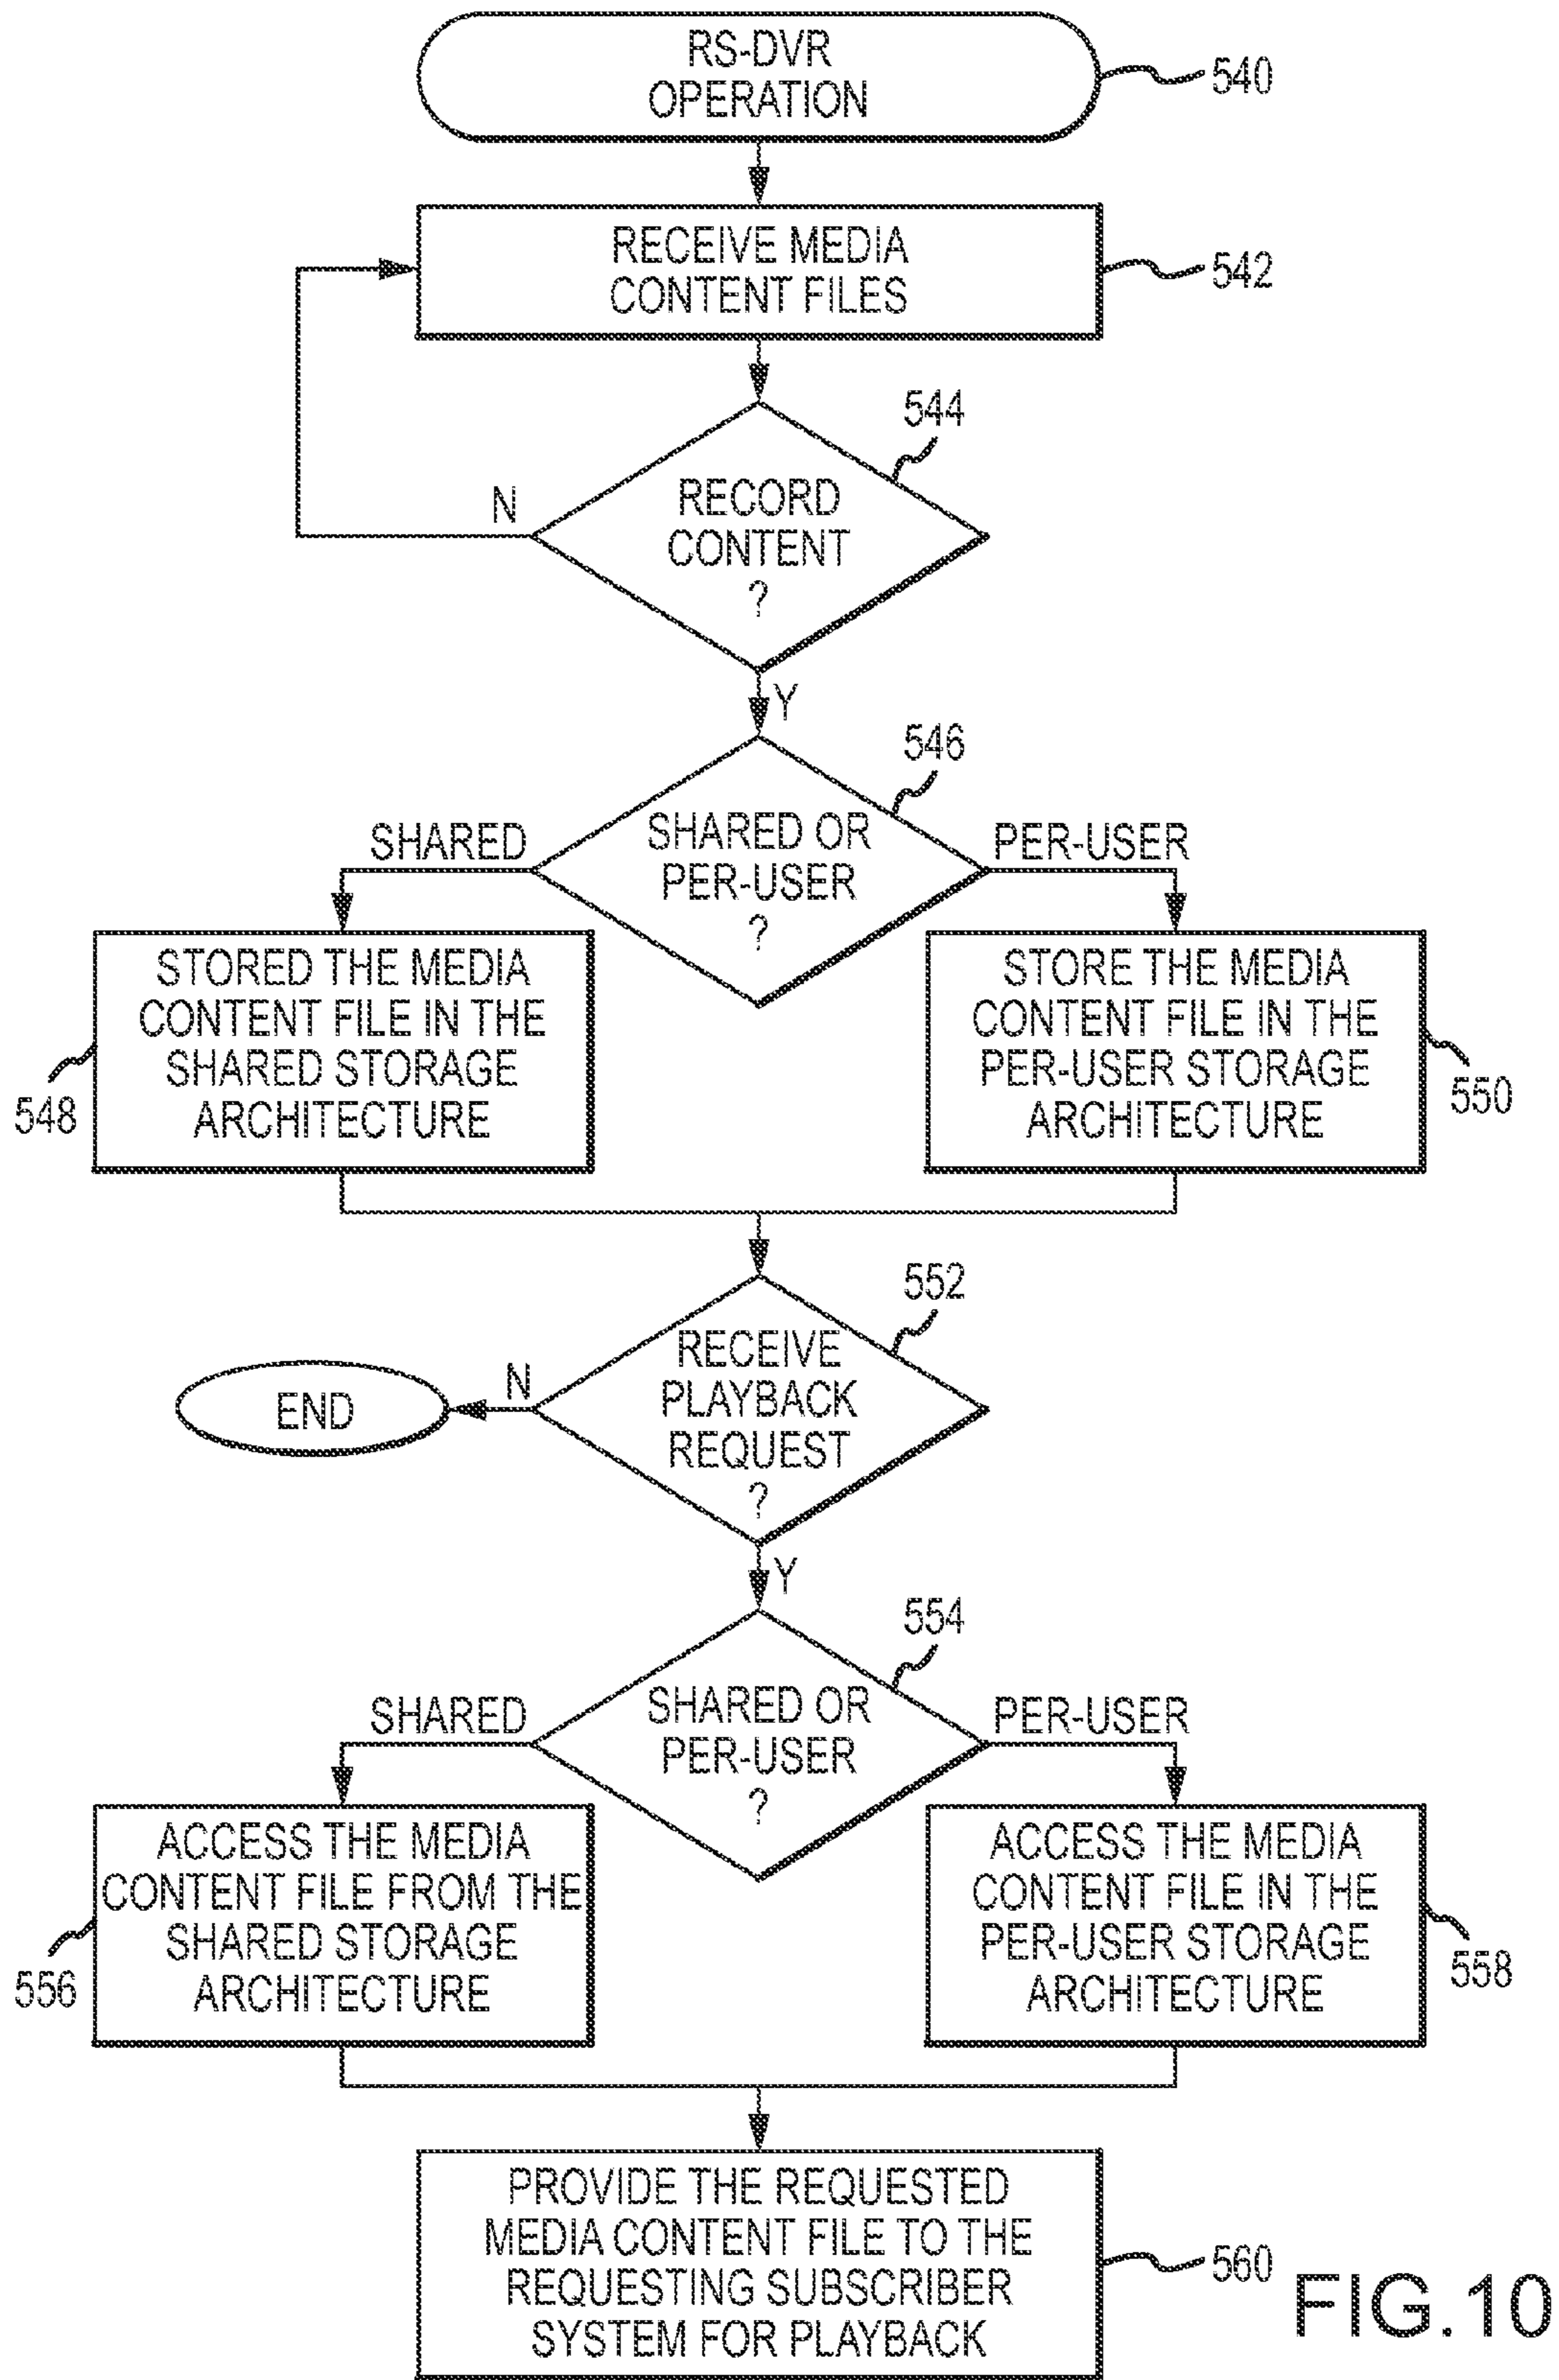 RS-DVR
OPERATION
540
RECEIVE MEDIA
CONTENT FILES
542
544
RECORD
CONTENT
?
N
Y
546
SHARED OR
PER-USER
?
SHARED
PER-USER
STORED THE MEDIA
CONTENT FILE IN THE
SHARED STORAGE
ARCHITECTURE
548
STORE THE MEDIA
CONTENT FILE IN THE
PER-USER STORAGE
ARCHITECTURE
550
552
RECEIVE
PLAYBACK
REQUEST
?
N
END
Y
554
SHARED OR
PER-USER
?
SHARED
PER-USER
ACCESS THE MEDIA
CONTENT FILE FROM THE
SHARED STORAGE
ARCHITECTURE
556
ACCESS THE MEDIA
CONTENT FILE IN THE
PER-USER STORAGE
ARCHITECTURE
558
PROVIDE THE REQUESTED
MEDIA CONTENT FILE TO THE
REQUESTING SUBSCRIBER
SYSTEM FOR PLAYBACK
560
FIG.10